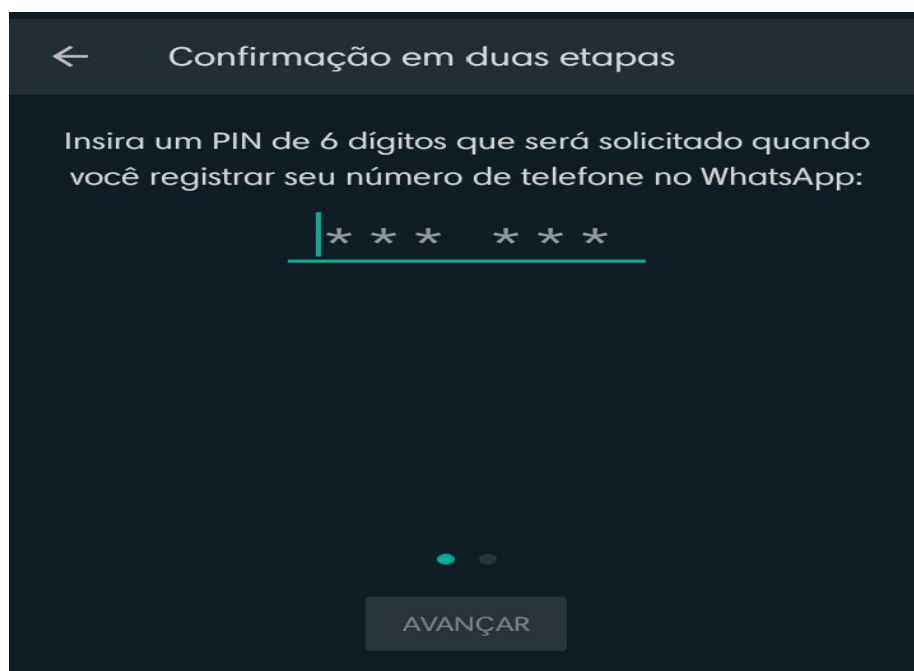 Confirmação em duas etapas
Insira um PIN de 6 dígitos que será solicitado quando
você registrar seu número de telefone no WhatsApp:
*** ***
AVANÇAR